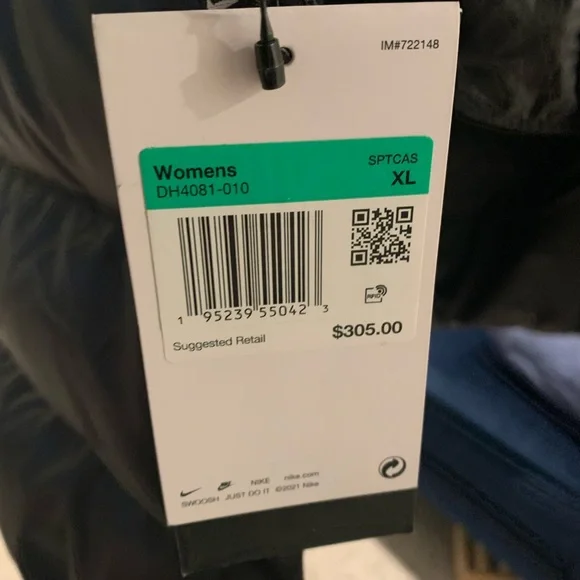 IM#722148
Womens
SPTCAS
DH4081-010
XL
1 95239 55042 3
RFID
Suggested Retail
$305.00
NIKE nike.com
SWOOSH JUST DO IT ©2021 Nike